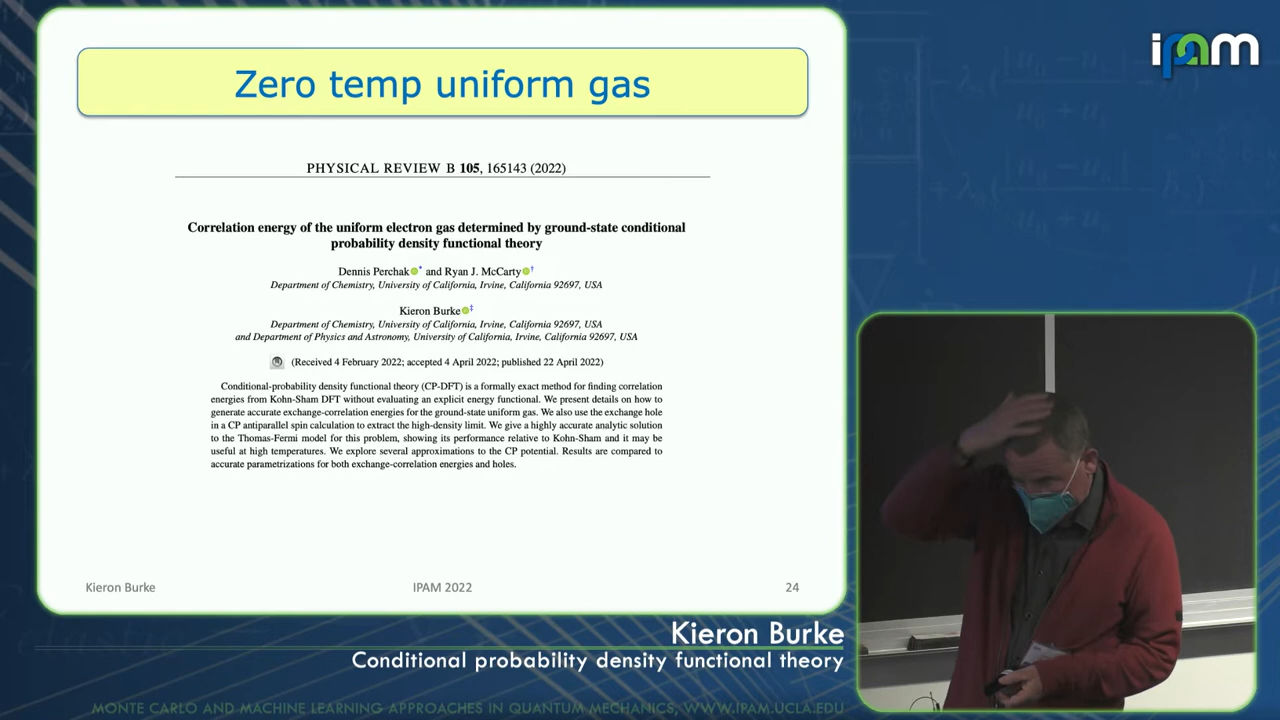 Zero temp uniform gas
ipam
PHYSICAL REVIEW B 105, 165143 (2022)
Correlation energy of the uniform electron gas determined by ground-state conditional
probability density functional theory
Dennis Perchak * and Ryan J. McCarty †
Department of Chemistry, University of California, Irvine, California 92697, USA
Kieron Burke ‡
Department of Chemistry, University of California, Irvine, California 92697, USA
and Department of Physics and Astronomy, University of California, Irvine, California 92697, USA
(Received 4 February 2022; accepted 4 April 2022; published 22 April 2022)
Conditional-probability density functional theory (CP-DFT) is a formally exact method for finding correlation
energies from Kohn-Sham DFT without evaluating an explicit energy functional. We present details on how to
generate accurate exchange-correlation energies for the ground-state uniform gas. We also use the exchange hole
in a CP antiparallel spin calculation to extract the high-density limit. We give a highly accurate analytic solution
to the Thomas-Fermi model for this problem, showing its performance relative to Kohn-Sham and it may be
useful at high temperatures. We explore several approximations to the CP potential. Results are compared to
accurate parametrizations for both exchange-correlation energies and holes.
Kieron Burke IPAM 2022 24
Kieron Burke
Conditional probability density functional theory
MONTE CARLO AND MACHINE LEARNING APPROACHES IN QUANTUM MECHANICS, WWW.IPAM.UCLA.EDU